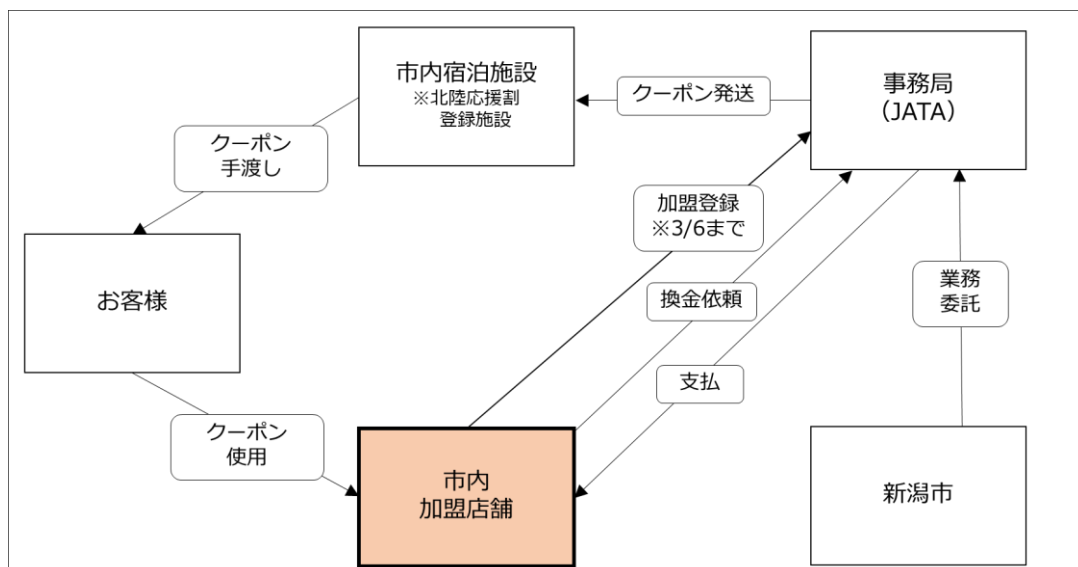 市内宿泊施設
※北陸応援割
登録施設
クーポン発送
事務局
（JATA）
クーポン
手渡し
加盟登録
※3/6まで
お客様
換金依頼
業務
委託
支払
クーポン
使用
市内
加盟店舗
新潟市